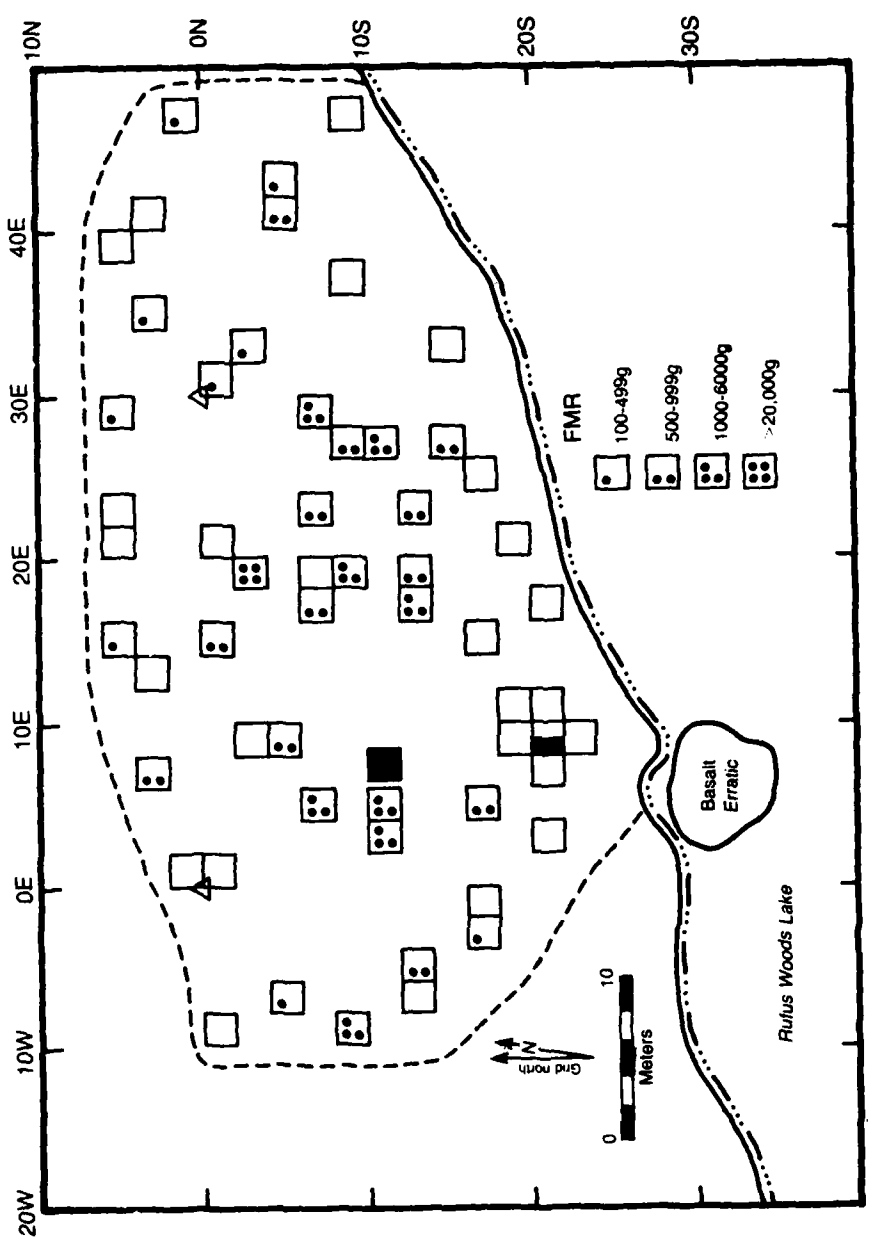 20W 10W 0E 10E 20E 30E 40E
10N
0N
10S
20S
30S
Grid north
N
0 10
Meters
FMR
100-499g
500-999g
1000-6000g
>20,000g
Basalt
Erratic
Rufus Woods Lake